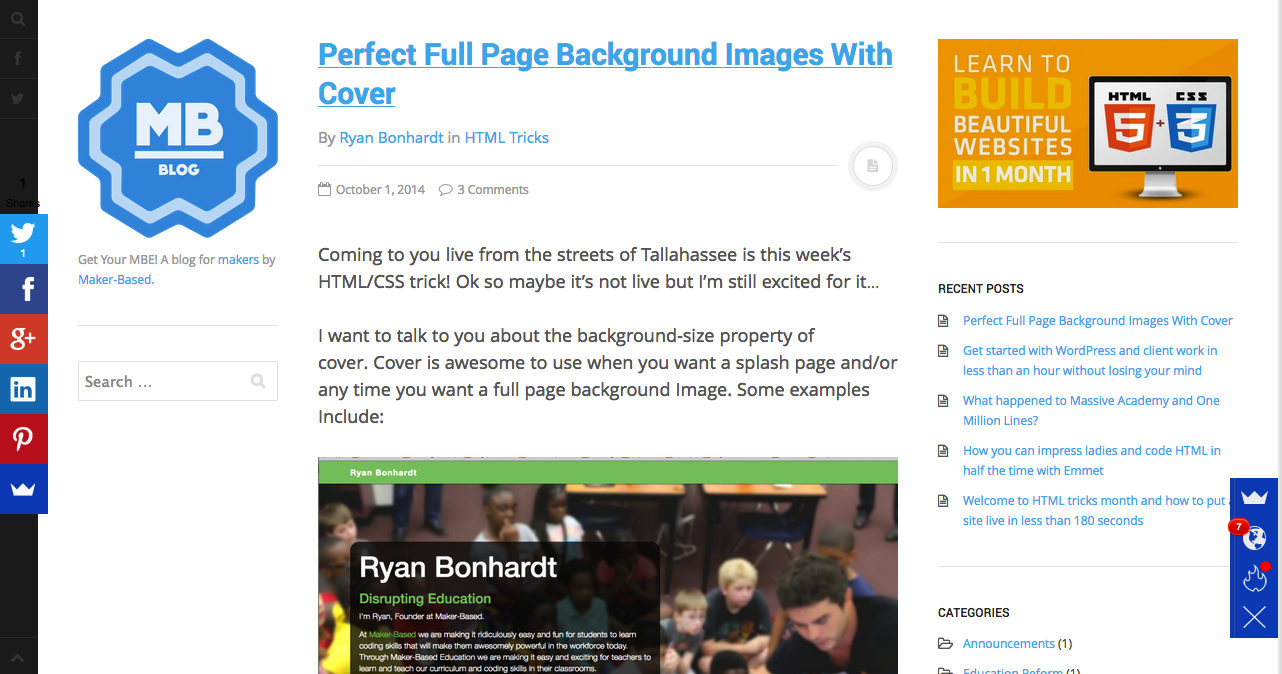 1
Shares
1
g+
in
MB
BLOG
Get Your MBE! A blog for makers by
Maker-Based.
Search ...
Perfect Full Page Background Images With
Cover
By Ryan Bonhardt in HTML Tricks
October 1, 2014 3 Comments
Coming to you live from the streets of Tallahassee is this week’s
HTML/CSS trick! Ok so maybe it’s not live but I’m still excited for it…
I want to talk to you about the background-size property of
cover. Cover is awesome to use when you want a splash page and/or
any time you want a full page background Image. Some examples
Include:
Ryan Bonhardt
Ryan Bonhardt
Disrupting Education
I'm Ryan, Founder at Maker-Based.
At Maker-Based we are making it ridiculously easy and fun for students to learn
coding skills that will make them awesomely powerful in the workforce today.
Through Maker-Based Education we are making it easy and exciting for teachers to
learn and teach our curriculum and coding skills in their classrooms.
LEARN TO
BUILD
BEAUTIFUL
WEBSITES
IN 1 MONTH
HTML CSS
5 + 3
RECENT POSTS
Perfect Full Page Background Images With Cover
Get started with WordPress and client work in
less than an hour without losing your mind
What happened to Massive Academy and One
Million Lines?
How you can impress ladies and code HTML in
half the time with Emmet
Welcome to HTML tricks month and how to put a
site live in less than 180 seconds
7
CATEGORIES
Announcements (1)
Education Reform (1)